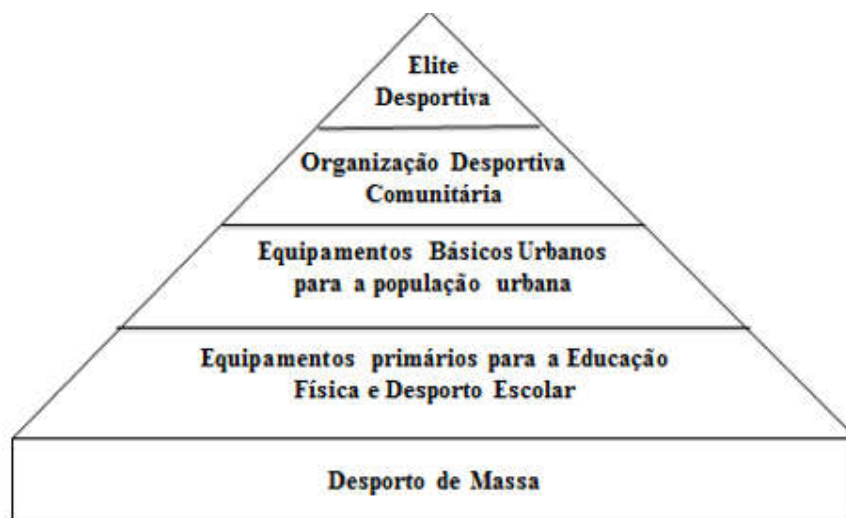 Elite
Desportiva
Organização Desportiva
Comunitária
Equipamentos Básicos Urbanos
para a população urbana
Equipamentos primários para a Educação
Física e Desporto Escolar
Desporto de Massa